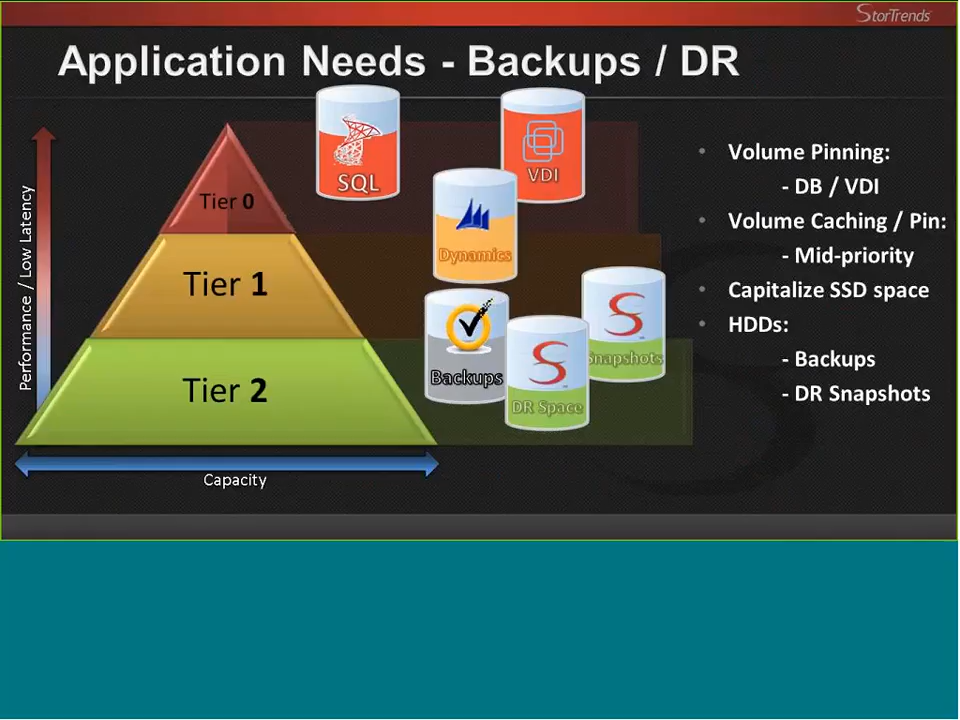 StorTrends
Application Needs - Backups / DR
Performance / Low Latency
Tier 0
Tier 1
Tier 2
Capacity
SQL
VDI
Dynamics
Backups
DR Space
Snapshots
• Volume Pinning:
- DB / VDI
• Volume Caching / Pin:
- Mid-priority
• Capitalize SSD space
• HDDs:
- Backups
- DR Snapshots